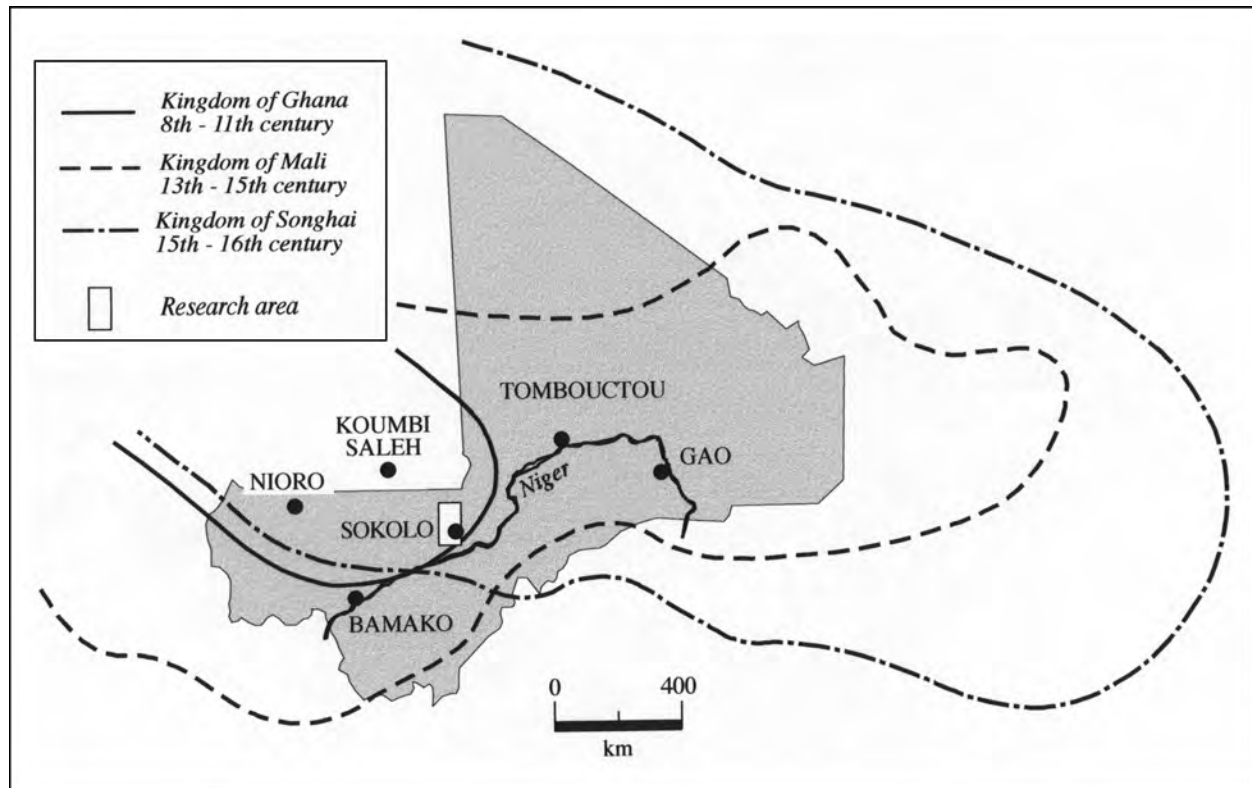 Kingdom of Ghana
8th - 11th century
Kingdom of Mali
13th - 15th century
Kingdom of Songhai
15th - 16th century
Research area
TOMBOUCTOU
KOUMBI
SALEH
NIORO
GAO
Niger
SOKOLO
BAMAKO
0 400
km